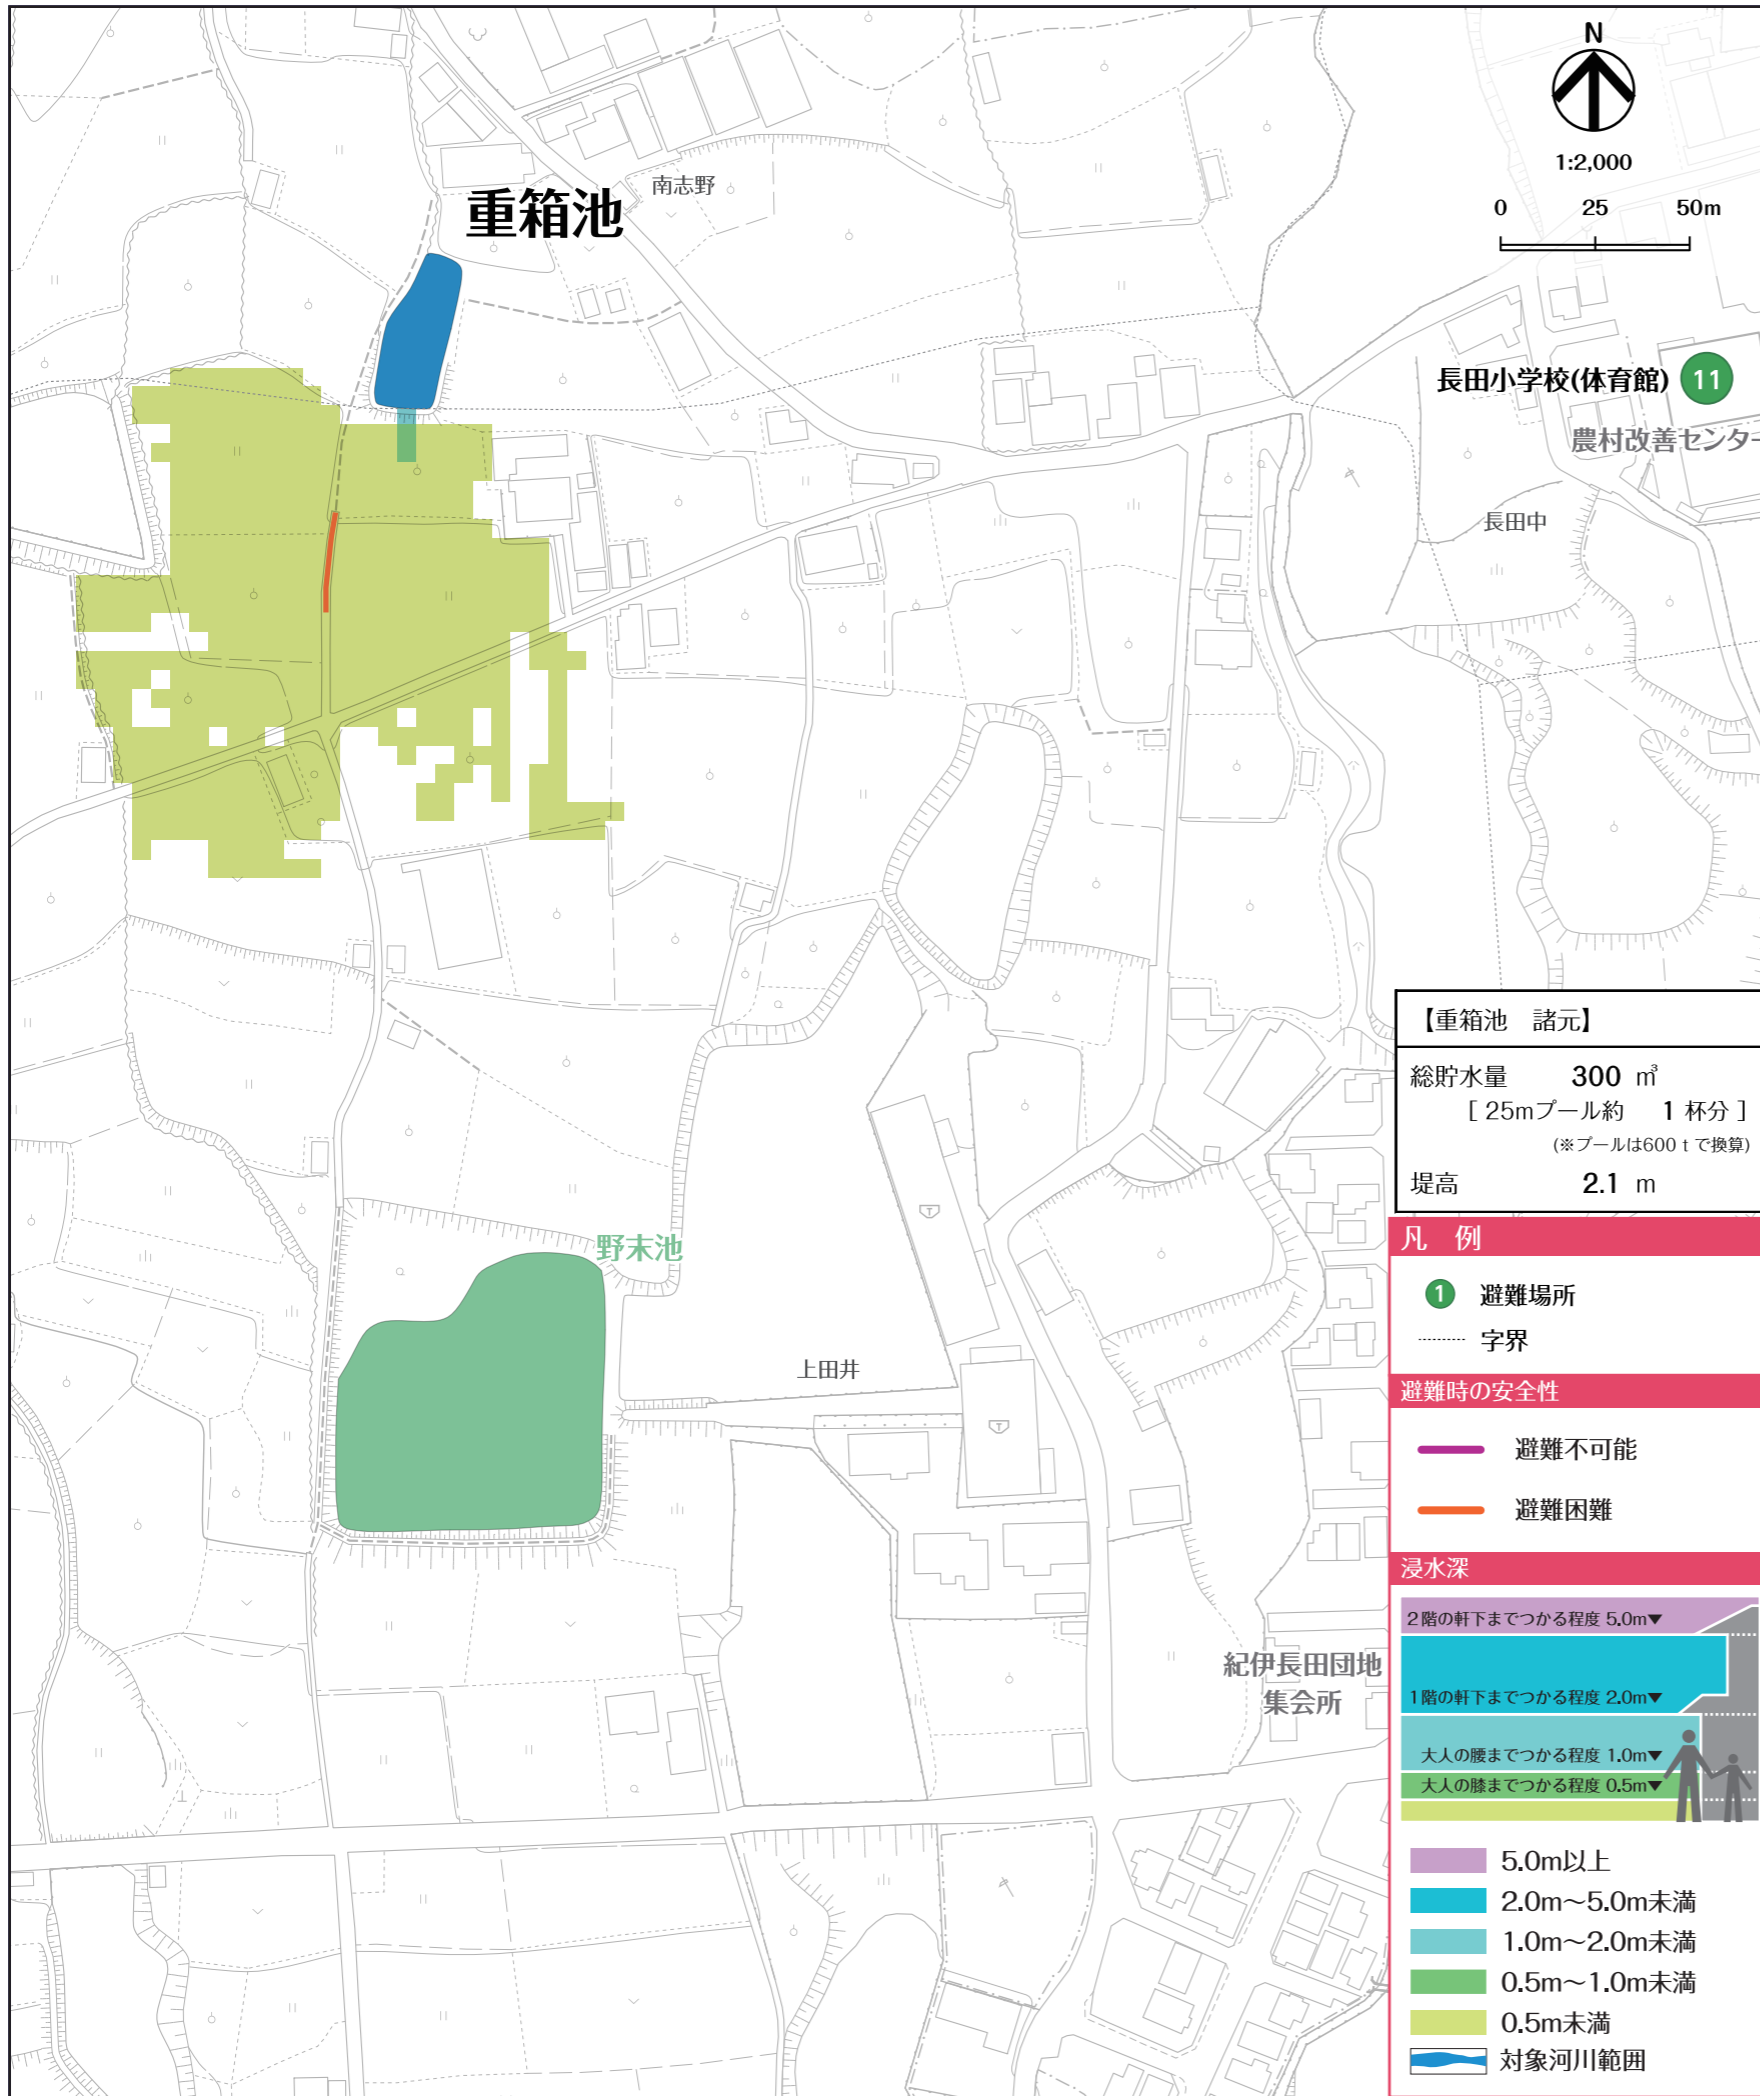 N
1:2,000
0 25 50m
重箱池
南志野
長田小学校(体育館) 11
農村改善センター
長田中
【重箱池 諸元】
総貯水量 300 ㎥
[ 25mプール約 1 杯分 ]
(※プールは600 t で換算)
堤高 2.1 m
野末池
上田井
紀伊長田団地
集会所
凡 例
1 避難場所
字界
避難時の安全性
避難不可能
避難困難
浸水深
2階の軒下までつかる程度 5.0m▼
1階の軒下までつかる程度 2.0m▼
大人の腰までつかる程度 1.0m▼
大人の膝までつかる程度 0.5m▼
5.0m以上
2.0m～5.0m未満
1.0m～2.0m未満
0.5m～1.0m未満
0.5m未満
対象河川範囲